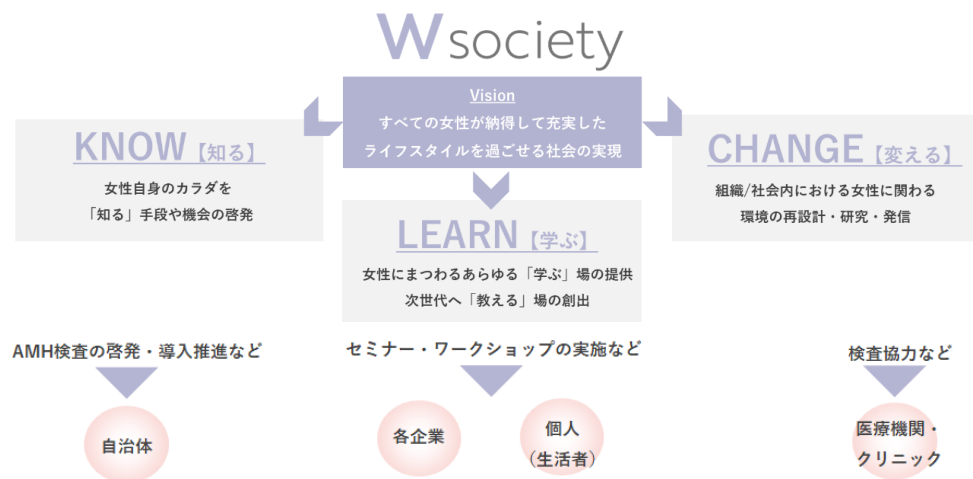 W society
Vision
すべての女性が納得して充実した
ライフスタイルを過ごせる社会の実現
KNOW【知る】
女性自身のカラダを
「知る」手段や機会の啓発
LEARN【学ぶ】
女性にまつわるあらゆる「学ぶ」場の提供
次世代へ「教える」場の創出
CHANGE【変える】
組織/社会内における女性に関わる
環境の再設計・研究・発信
AMH検査の啓発・導入推進など
セミナー・ワークショップの実施など
検査協力など
自治体
各企業
個人
（生活者）
医療機関・
クリニック